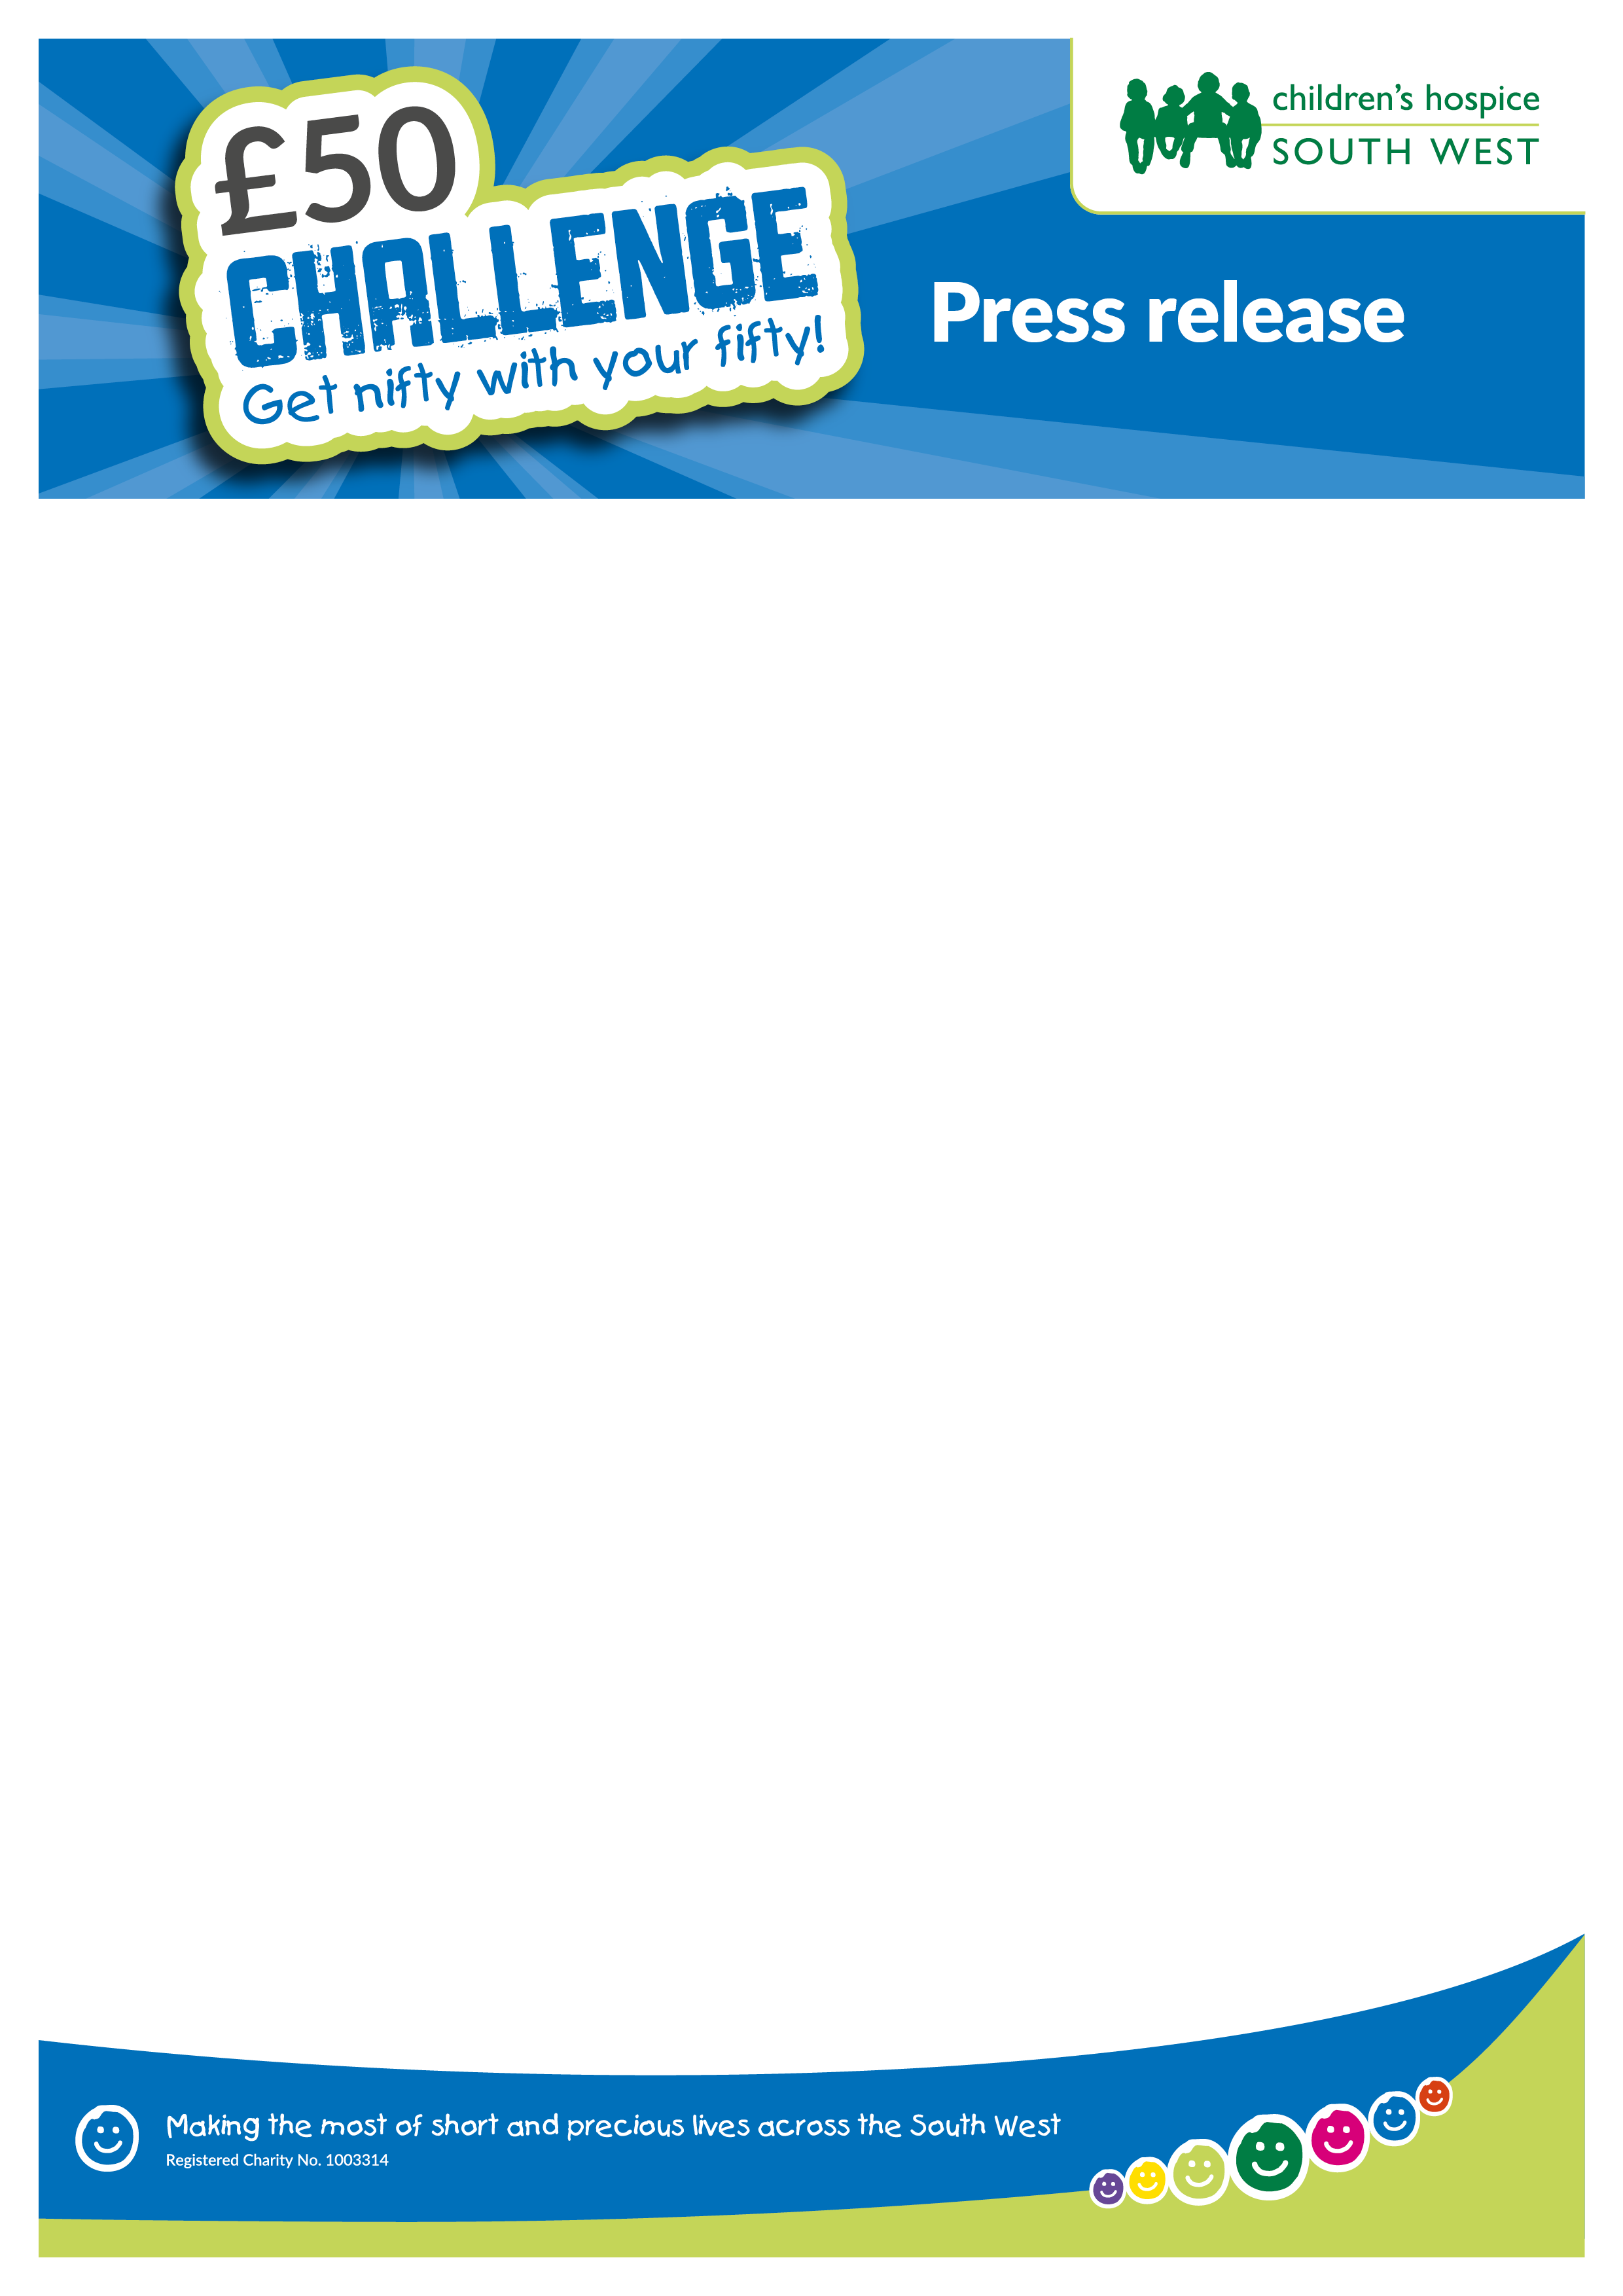 £50
CHALLENGE
Get nifty with your fifty!
children's hospice
SOUTH WEST
Press release
Making the most of short and precious lives across the South West
Registered Charity No. 1003314